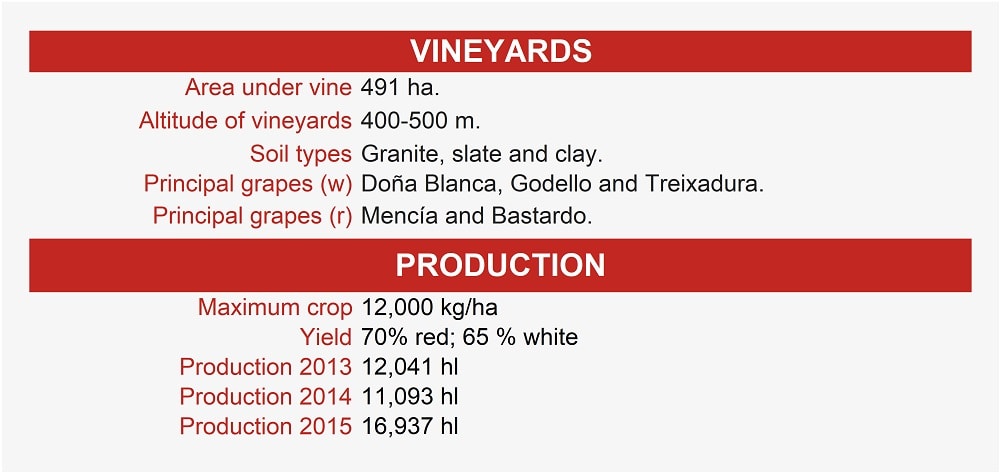 VINEYARDS
Area under vine 491 ha.
Altitude of vineyards 400-500 m.
Soil types Granite, slate and clay.
Principal grapes (w) Doña Blanca, Godello and Treixadura.
Principal grapes (r) Mencía and Bastardo.
PRODUCTION
Maximum crop 12,000 kg/ha
Yield 70% red; 65 % white
Production 2013 12,041 hl
Production 2014 11,093 hl
Production 2015 16,937 hl